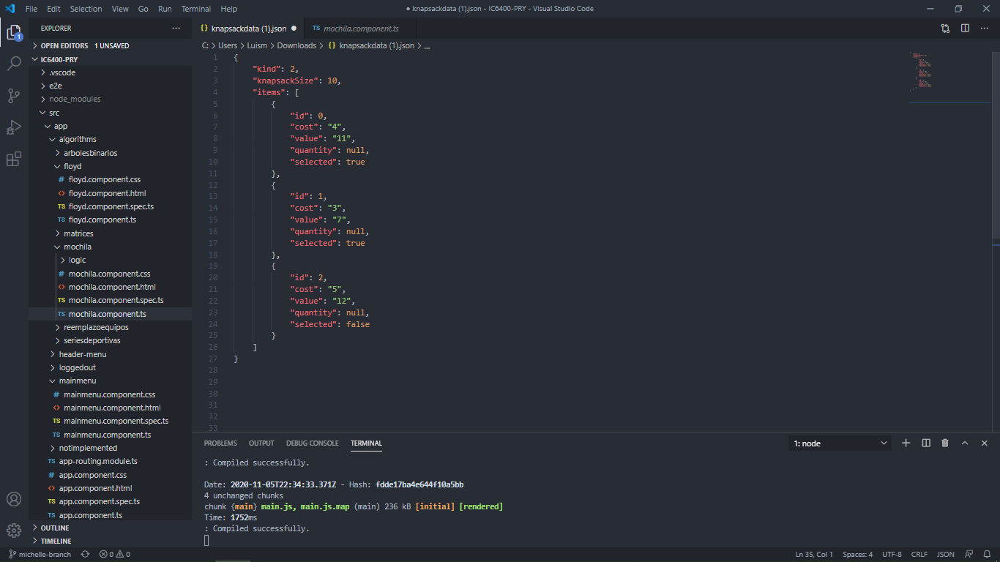 File Edit Selection View Go Run Terminal Help
● knapsackdata (1).json - IC6400-PRY - Visual Studio Code
EXPLORER
{} knapsackdata (1).json ●
TS mochila.component.ts
1
OPEN EDITORS 1 UNSAVED
IC6400-PRY
.vscode
e2e
node_modules
src
app
algorithms
arbolesbinarios
floyd
# floyd.component.css
<> floyd.component.html
TS floyd.component.spec.ts
TS floyd.component.ts
matrices
mochila
logic
# mochila.component.css
<> mochila.component.html
TS mochila.component.spec.ts
TS mochila.component.ts
reemplazoequipos
seriesdeportivas
header-menu
loggedout
mainmenu
# mainmenu.component.css
<> mainmenu.component.html
TS mainmenu.component.spec.ts
TS mainmenu.component.ts
notimplemented
TS app-routing.module.ts
# app.component.css
<> app.component.html
TS app.component.spec.ts
TS app.component.ts
OUTLINE
TIMELINE
C: > Users > Luism > Downloads > {} knapsackdata (1).json > ...
1 {
2 "kind": 2,
3 "knapsackSize": 10,
4 "items": [
5 {
6 "id": 0,
7 "cost": "4",
8 "value": "11",
9 "quantity": null,
10 "selected": true
11 },
12 {
13 "id": 1,
14 "cost": "3",
15 "value": "7",
16 "quantity": null,
17 "selected": true
18 },
19 {
20 "id": 2,
21 "cost": "5",
22 "value": "12",
23 "quantity": null,
24 "selected": false
25 }
26 ]
27 }
28
29
30
31
32
33
PROBLEMS OUTPUT DEBUG CONSOLE TERMINAL
1: node
: Compiled successfully.
Date: 2020-11-05T22:34:33.371Z - Hash: fdde17ba4e644f10a5bb
4 unchanged chunks
chunk {main} main.js, main.js.map (main) 236 kB [initial] [rendered]
Time: 1752ms
: Compiled successfully.
michelle-branch 0 0
Ln 35, Col 1 Spaces: 4 UTF-8 CRLF JSON